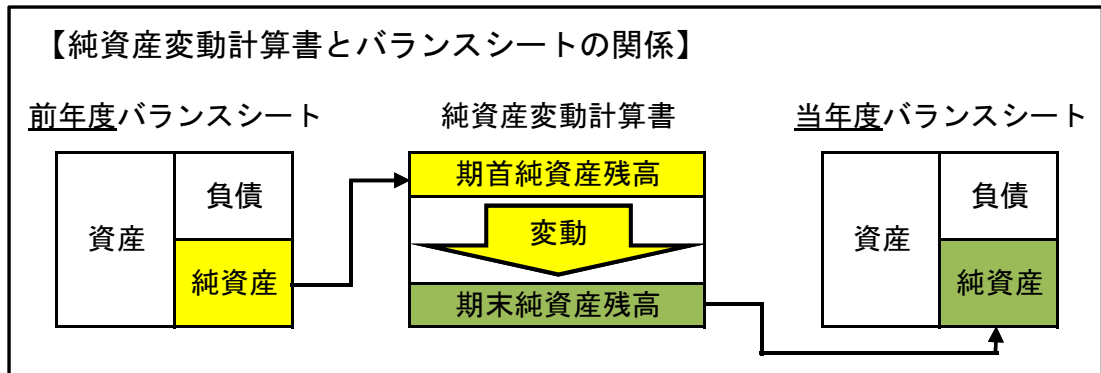 【純資産変動計算書とバランスシートの関係】
前年度バランスシート
資産
負債
純資産
純資産変動計算書
期首純資産残高
変動
期末純資産残高
当年度バランスシート
資産
負債
純資産